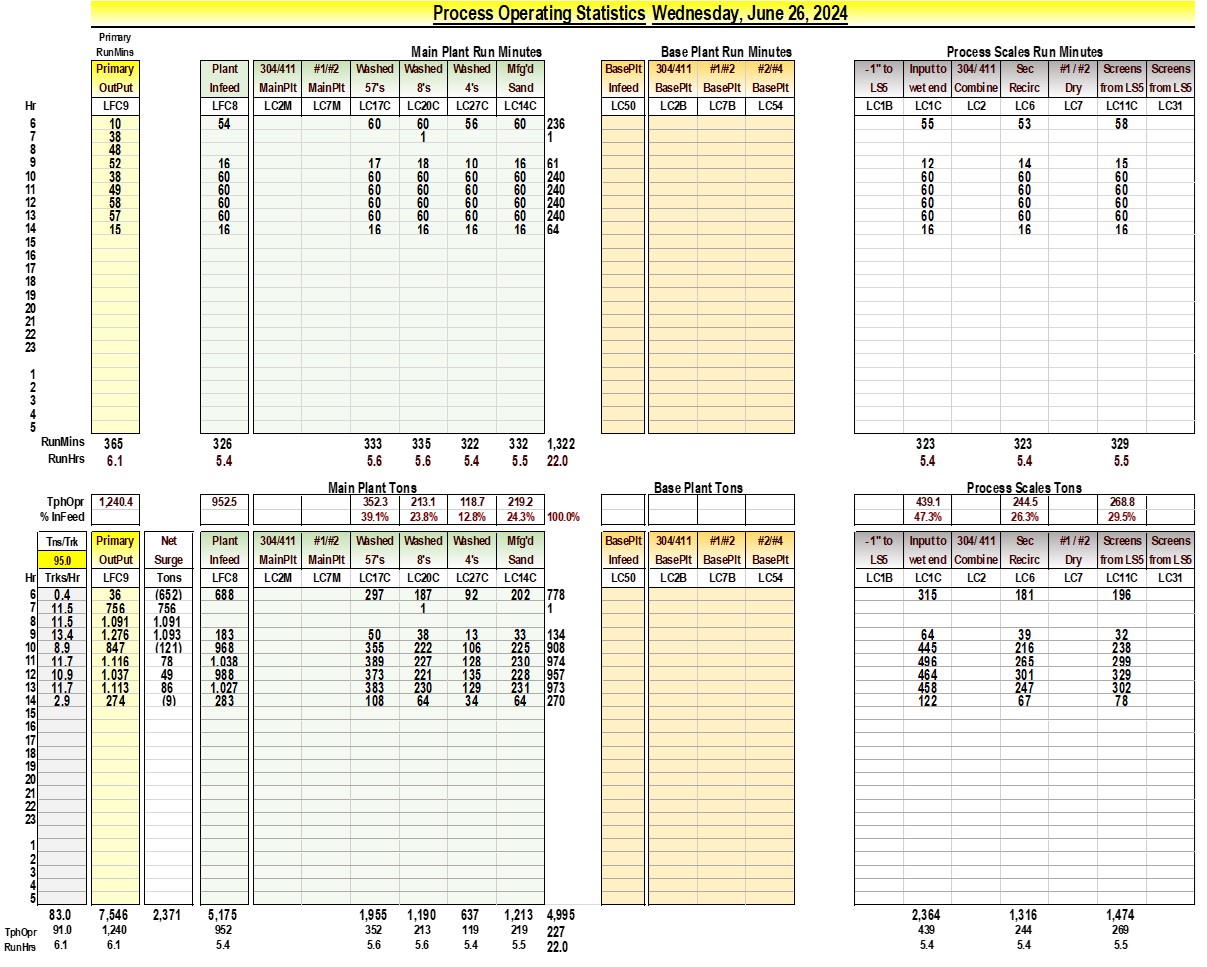 Process Operating Statistics Wednesday, June 26, 2024
Primary
RunMins Main Plant Run Minutes Base Plant Run Minutes Process Scales Run Minutes
Primary Plant 304/411 #1/#2 Washed Washed Washed Mfg'd BasePlt 304/411 #1/#2 #2/#4 -1" to Input to 304/ 411 Sec #1 / #2 Screens Screens
OutPut Infeed MainPlt MainPlt 57's 8's 4's Sand Infeed BasePlt BasePlt BasePlt LS5 wet end Combine Recirc Dry from LS5 from LS5
Hr LFC9 LFC8 LC2M LC7M LC17C LC20C LC27C LC14C LC50 LC2B LC7B LC54 LC1B LC1C LC2 LC6 LC7 LC11C LC31
6 10 54 60 60 56 60 236 55 53 58
7 38 1 1
8 48
9 52 16 17 18 10 16 61 12 14 15
10 38 60 60 60 60 60 240 60 60 60
11 49 60 60 60 60 60 240 60 60 60
12 58 60 60 60 60 60 240 60 60 60
13 57 60 60 60 60 60 240 60 60 60
14 15 16 16 16 16 16 64 16 16 16
15
16
17
18
19
20
21
22
23
1
2
3
4
5
RunMins 365 326 333 335 322 332 1,322 323 323 329
RunHrs 6.1 5.4 5.6 5.6 5.4 5.5 22.0 5.4 5.4 5.5
Main Plant Tons Base Plant Tons Process Scales Tons
TphOpr 1,240.4 952.5 352.3 213.1 118.7 219.2 439.1 244.5 268.8
% InFeed 39.1% 23.8% 12.8% 24.3% 100.0% 47.3% 26.3% 29.5%
Tns/Trk Primary Net Plant 304/411 #1/#2 Washed Washed Washed Mfg'd BasePlt 304/411 #1/#2 #2/#4 -1" to Input to 304/ 411 Sec #1 / #2 Screens Screens
95.0 OutPut Surge Infeed MainPlt MainPlt 57's 8's 4's Sand Infeed BasePlt BasePlt BasePlt LS5 wet end Combine Recirc Dry from LS5 from LS5
Hr Trks/Hr LFC9 Tons LFC8 LC2M LC7M LC17C LC20C LC27C LC14C LC50 LC2B LC7B LC54 LC1B LC1C LC2 LC6 LC7 LC11C LC31
6 0.4 36 (652) 688 297 187 92 202 778 315 181 196
7 11.5 756 756 1 1
8 11.5 1,091 1,091
9 13.4 1,276 1,093 183 50 38 13 33 134 64 39 32
10 8.9 847 (121) 968 355 222 106 225 908 445 216 238
11 11.7 1,116 78 1,038 389 227 128 230 974 496 265 299
12 10.9 1,037 49 988 373 221 135 228 957 464 301 329
13 11.7 1,113 86 1,027 383 230 129 231 973 458 247 302
14 2.9 274 (9) 283 108 64 34 64 270 122 67 78
15
16
17
18
19
20
21
22
23
1
2
3
4
5
83.0 7,546 2,371 5,175 1,955 1,190 637 1,213 4,995 2,364 1,316 1,474
TphOpr 91.0 1,240 952 352 213 119 219 227 439 244 269
RunHrs 6.1 6.1 5.4 5.6 5.6 5.4 5.5 22.0 5.4 5.4 5.5